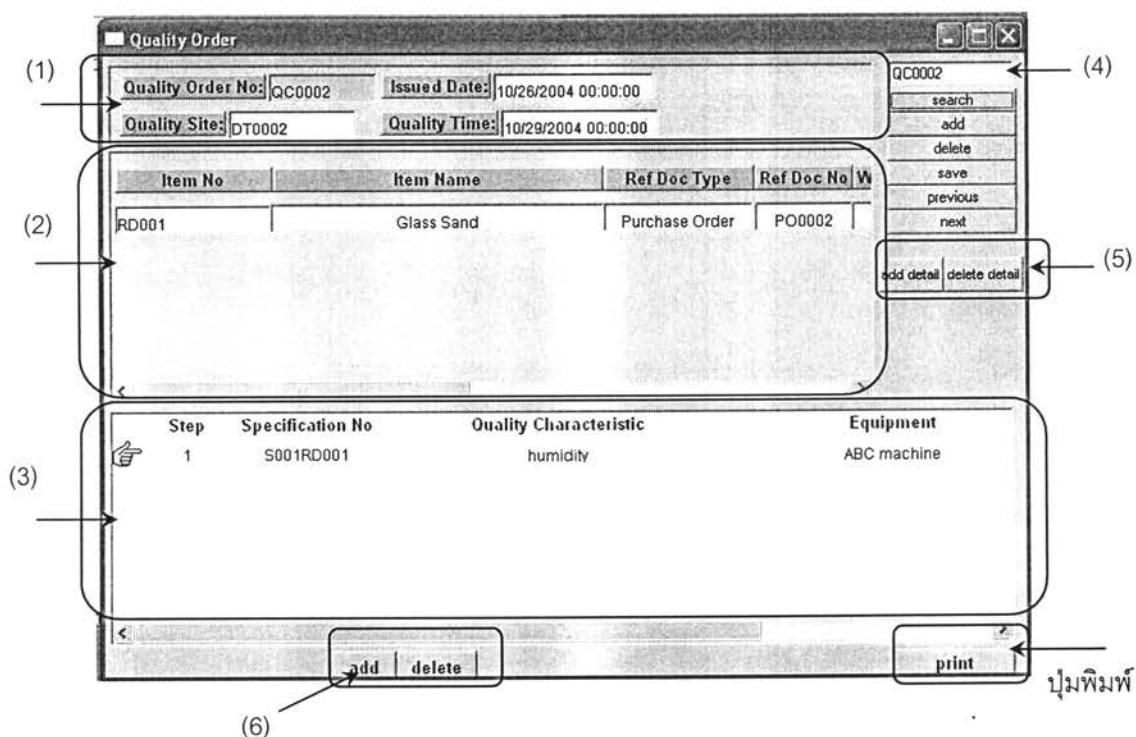 Quality Order
(1)
Quality Order No: QC0002 Issued Date: 10/26/2004 00:00:00
Quality Site: DT0002 Quality Time: 10/29/2004 00:00:00
QC0002
(4)
search
add
delete
save
previous
next
(2)
Item No Item Name Ref Doc Type Ref Doc No W
RD001 Glass Sand Purchase Order PO0002
add detail delete detail
(5)
(3)
Step Specification No Quality Characteristic Equipment
1 S001RD001 humidity ABC machine
add delete
print
ปุ่มพิมพ์
(6)